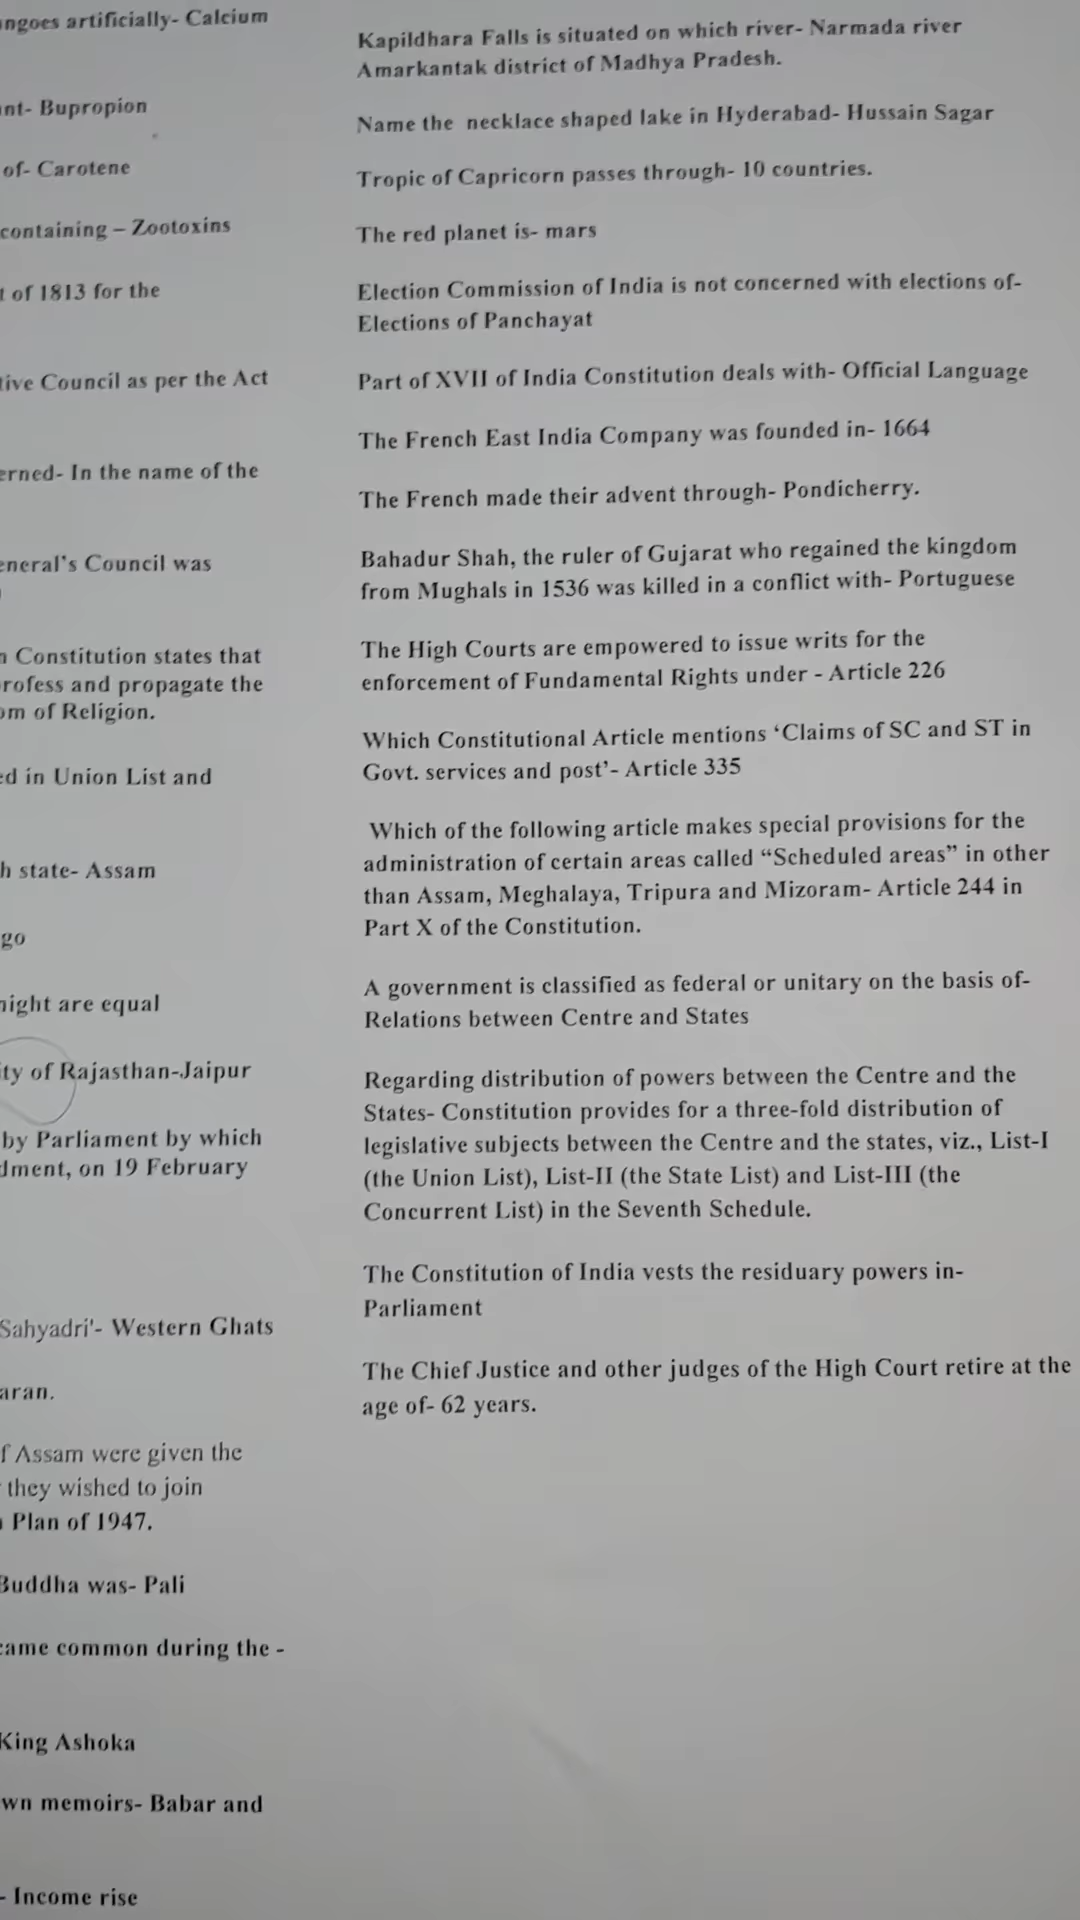 ngoes artificially- Calcium
nt- Bupropion
of- Carotene
containing – Zootoxins
t of 1813 for the
tive Council as per the Act
erned- In the name of the
eneral's Council was
n Constitution states that
rofess and propagate the
om of Religion.
ed in Union List and
h state- Assam
go
night are equal
ity of Rajasthan-Jaipur
by Parliament by which
dment, on 19 February
Sahyadri'- Western Ghats
aran.
f Assam were given the
they wished to join
Plan of 1947.
Buddha was- Pali
came common during the -
King Ashoka
wn memoirs- Babar and
- Income rise
Kapildhara Falls is situated on which river- Narmada river
Amarkantak district of Madhya Pradesh.
Name the necklace shaped lake in Hyderabad- Hussain Sagar
Tropic of Capricorn passes through- 10 countries.
The red planet is- mars
Election Commission of India is not concerned with elections of-
Elections of Panchayat
Part of XVII of India Constitution deals with- Official Language
The French East India Company was founded in- 1664
The French made their advent through- Pondicherry.
Bahadur Shah, the ruler of Gujarat who regained the kingdom
from Mughals in 1536 was killed in a conflict with- Portuguese
The High Courts are empowered to issue writs for the
enforcement of Fundamental Rights under - Article 226
Which Constitutional Article mentions ‘Claims of SC and ST in
Govt. services and post’- Article 335
Which of the following article makes special provisions for the
administration of certain areas called “Scheduled areas” in other
than Assam, Meghalaya, Tripura and Mizoram- Article 244 in
Part X of the Constitution.
A government is classified as federal or unitary on the basis of-
Relations between Centre and States
Regarding distribution of powers between the Centre and the
States- Constitution provides for a three-fold distribution of
legislative subjects between the Centre and the states, viz., List-I
(the Union List), List-II (the State List) and List-III (the
Concurrent List) in the Seventh Schedule.
The Constitution of India vests the residuary powers in-
Parliament
The Chief Justice and other judges of the High Court retire at the
age of- 62 years.